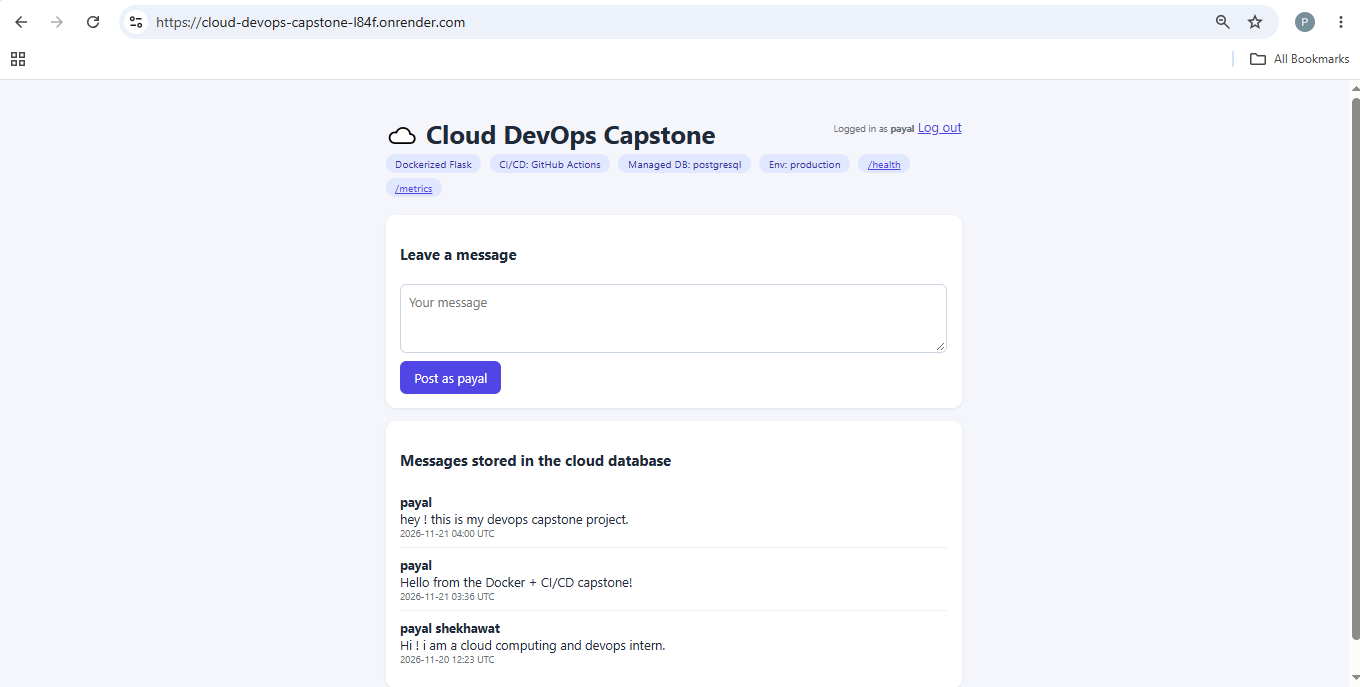 https://cloud-devops-capstone-l84f.onrender.com
P
All Bookmarks
Cloud DevOps Capstone
Logged in as payal Log out
Dockerized Flask CI/CD: GitHub Actions Managed DB: postgresql Env: production /health
/metrics
Leave a message
Your message
Post as payal
Messages stored in the cloud database
payal
hey ! this is my devops capstone project.
2026-11-21 04:00 UTC
payal
Hello from the Docker + CI/CD capstone!
2026-11-21 03:36 UTC
payal shekhawat
Hi ! i am a cloud computing and devops intern.
2026-11-20 12:23 UTC